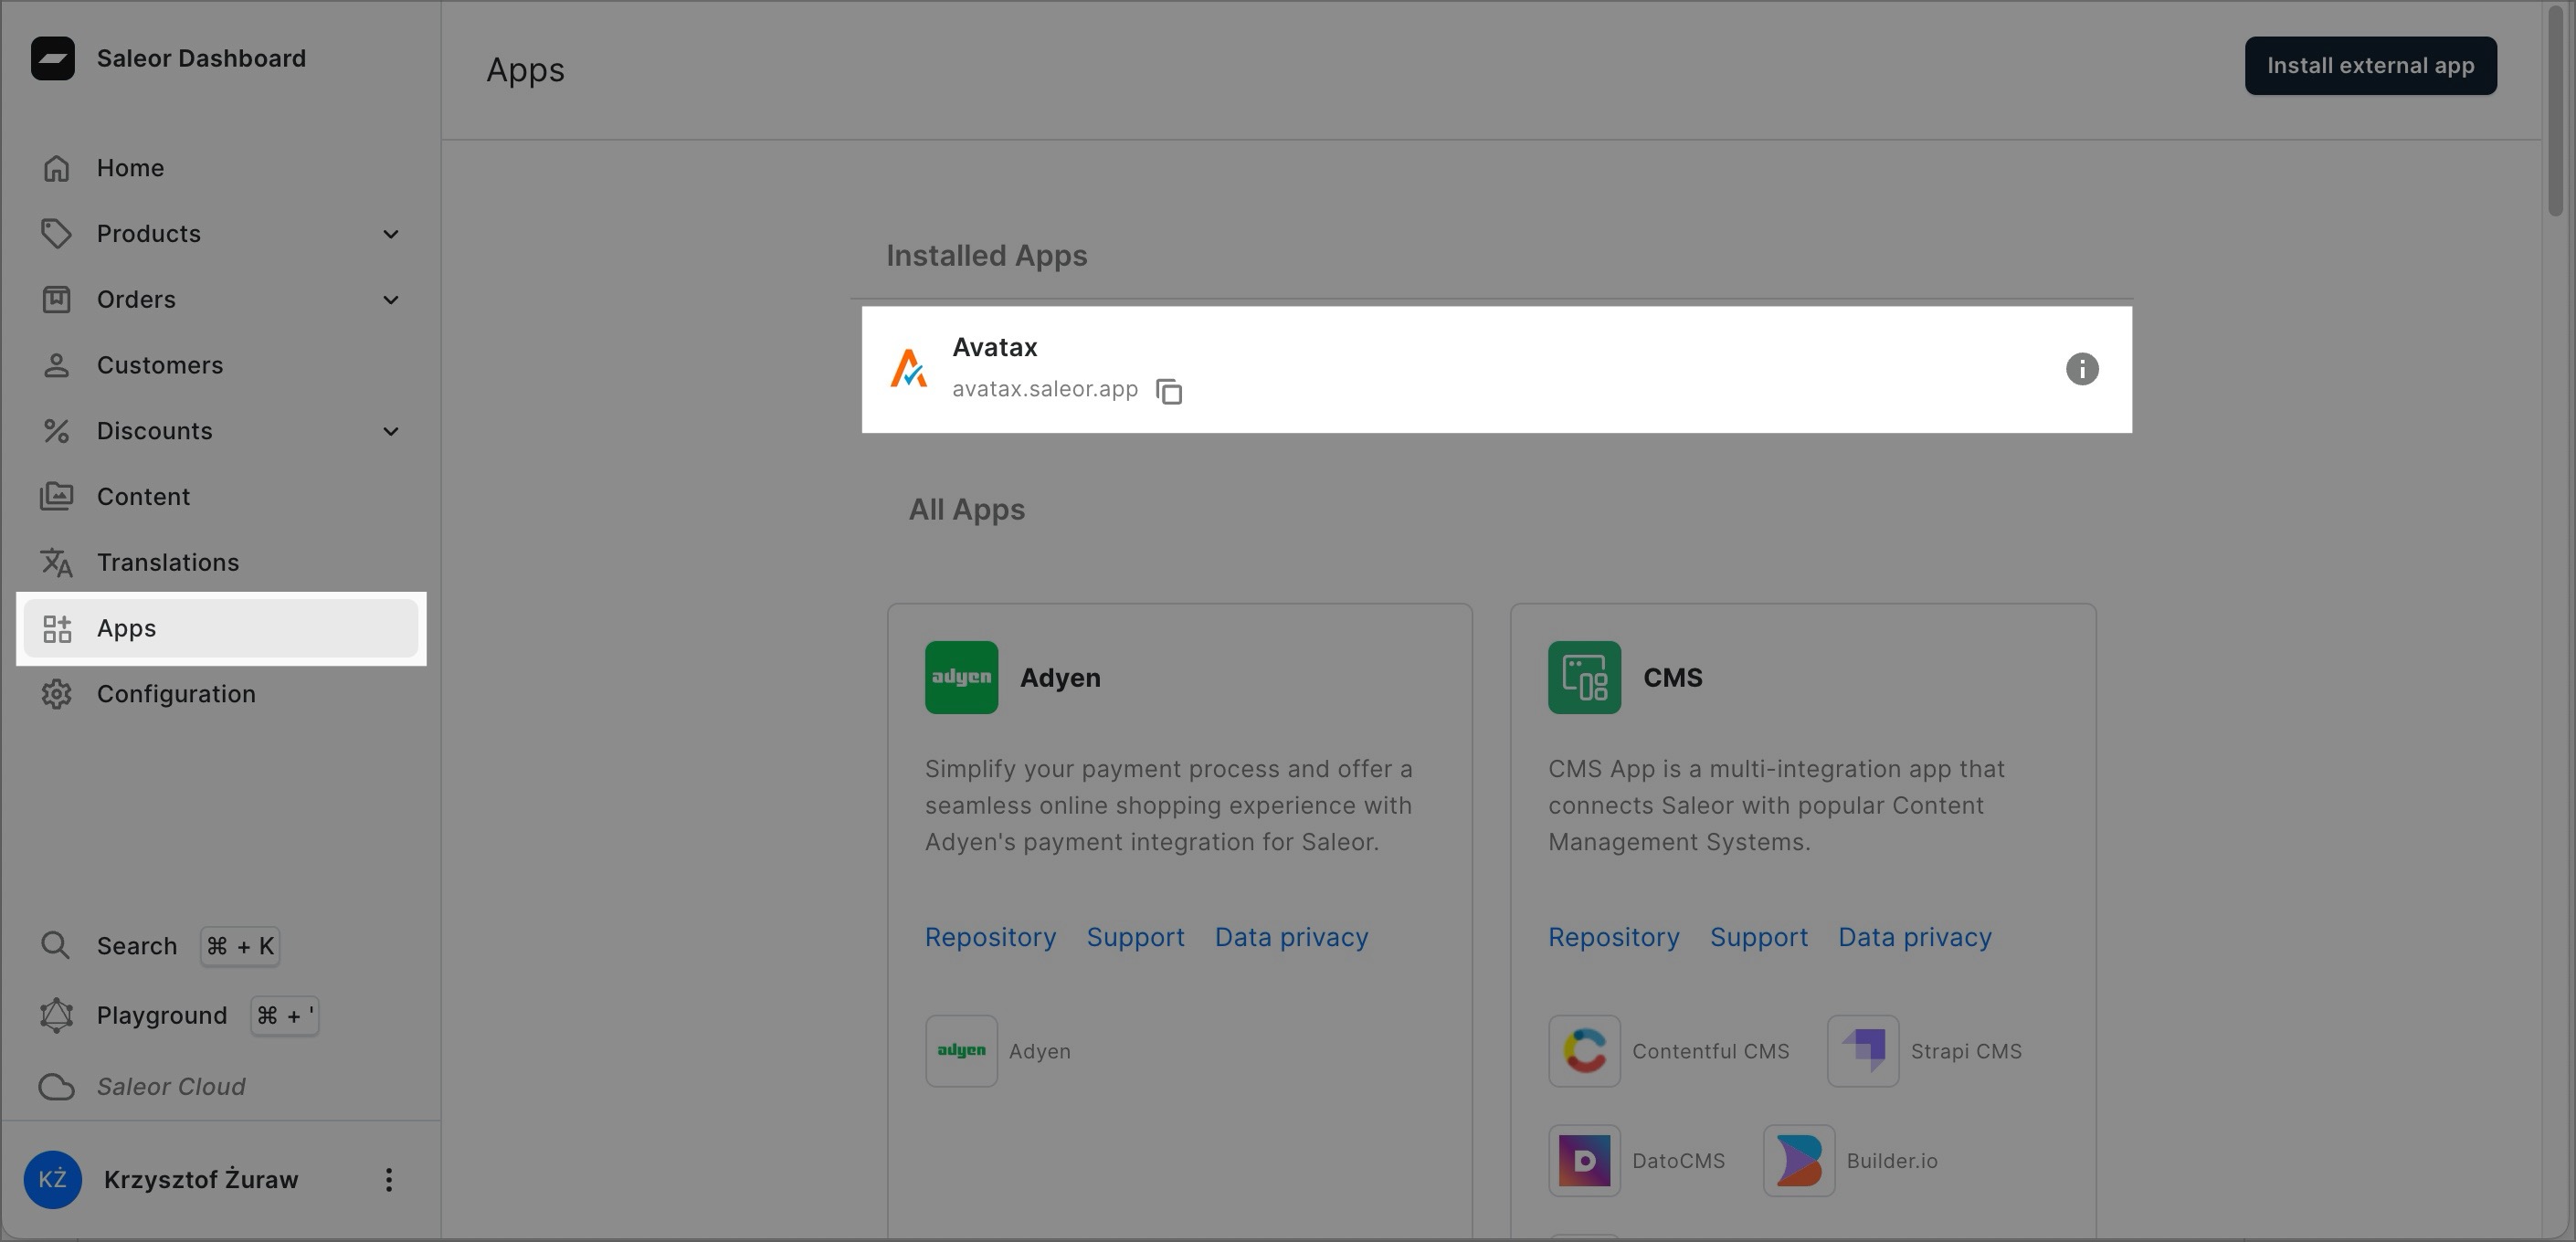 Saleor Dashboard
Home
Products
Orders
Customers
Discounts
Content
Translations
Apps
Configuration
Search ⌘ + K
Playground ⌘ + '
Saleor Cloud
KŻ Krzysztof Żuraw
Apps
Install external app
Installed Apps
Avatax
avatax.saleor.app
All Apps
adyen Adyen
Simplify your payment process and offer a
seamless online shopping experience with
Adyen's payment integration for Saleor.
Repository Support Data privacy
adyen Adyen
CMS
CMS App is a multi-integration app that
connects Saleor with popular Content
Management Systems.
Repository Support Data privacy
Contentful CMS Strapi CMS
DatoCMS Builder.io